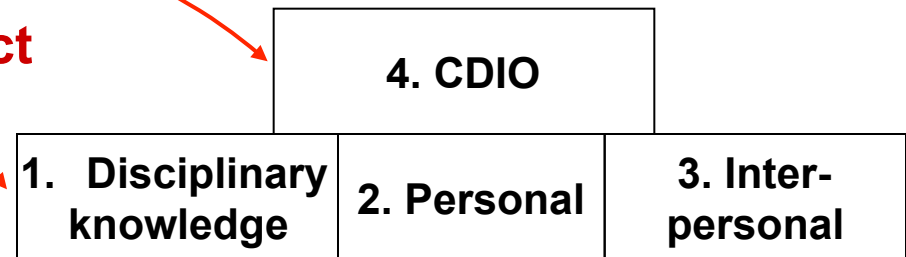 ct
4. CDIO
1. Disciplinary
knowledge
2. Personal
3. Inter-
personal